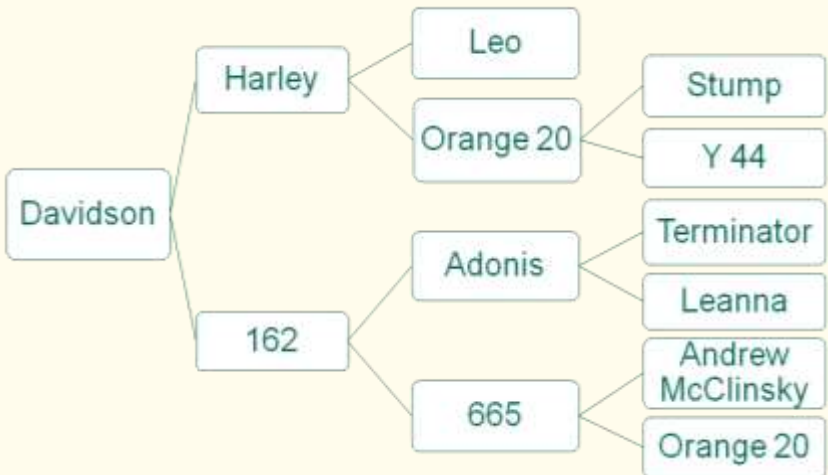 Davidson
Harley
162
Leo
Orange 20
Adonis
665
Stump
Y 44
Terminator
Leanna
Andrew
McClinsky
Orange 20